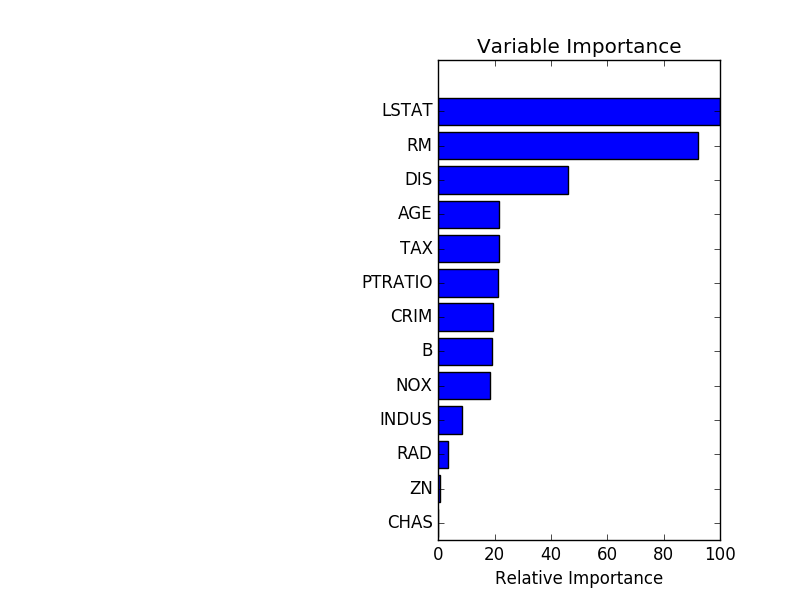 Variable Importance
LSTAT
RM
DIS
AGE
TAX
PTRATIO
CRIM
B
NOX
INDUS
RAD
ZN
CHAS
0 20 40 60 80 100
Relative Importance